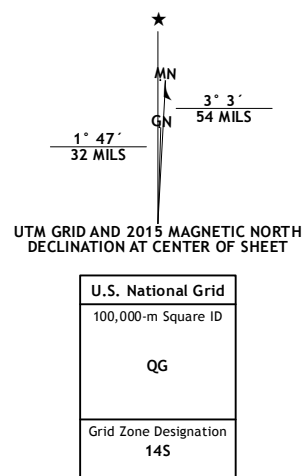 ★
MN
3° 3´
54 MILS
GN
1° 47´
32 MILS
UTM GRID AND 2015 MAGNETIC NORTH
DECLINATION AT CENTER OF SHEET
U.S. National Grid
100,000-m Square ID
QG
Grid Zone Designation
14S